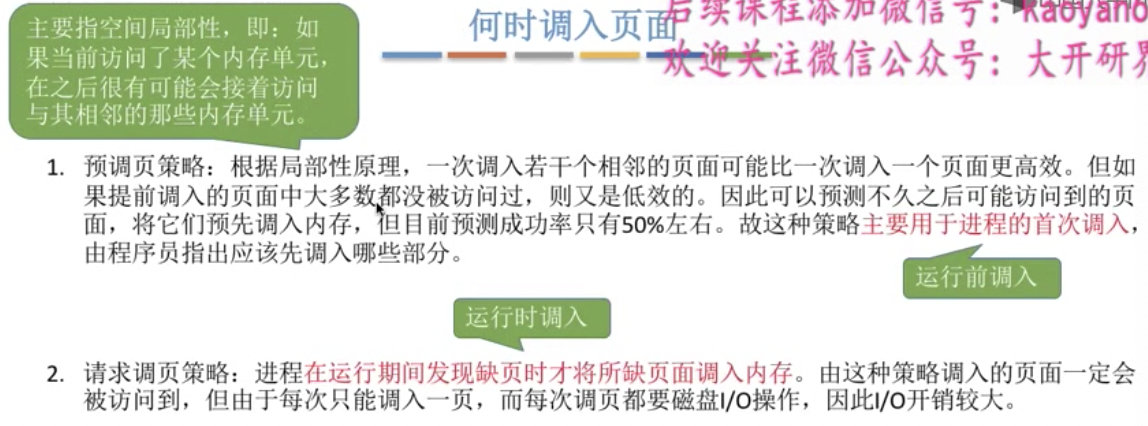 主要指空间局部性，即：如
果当前访问了某个内存单元，
在之后很有可能会接着访问
与其相邻的那些内存单元。
何时调入页面
后续课程添加微信号：kaoyand
欢迎关注微信公众号：大开研界
1. 预调页策略：根据局部性原理，一次调入若干个相邻的页面可能比一次调入一个页面更高效。但如
果提前调入的页面中大多数都没被访问过，则又是低效的。因此可以预测不久之后可能访问到的页
面，将它们预先调入内存，但目前预测成功率只有50%左右。故这种策略主要用于进程的首次调入，
由程序员指出应该先调入哪些部分。
运行前调入
运行时调入
2. 请求调页策略：进程在运行期间发现缺页时才将所缺页面调入内存。由这种策略调入的页面一定会
被访问到，但由于每次只能调入一页，而每次调页都要磁盘I/O操作，因此I/O开销较大。